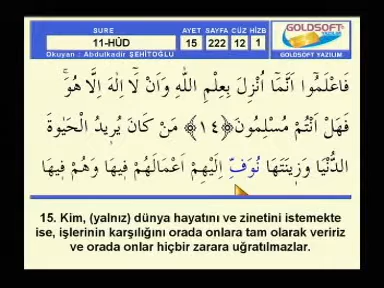 SURE
AYET SAYFA CÜZ HİZB
GOLDSOFT
11-HÛD
15 222 12 1
Okuyan : Abdulkadir ŞEHİTOĞLU
GOLDSOFT YAZILIM
فَاعْلَمُٓوا اَنَّمَٓا اُنْزِلَ بِعِلْمِ اللّٰهِ وَاَنْ لَٓا اِلٰهَ اِلَّا هُوَۚ
فَهَلْ اَنْتُمْ مُسْلِمُونَ ﴿١٤﴾ مَنْ كَانَ يُر۪يدُ الْحَيٰوةَ
الدُّنْيَا وَز۪ينَتَهَا نُوَفِّ اِلَيْهِمْ اَعْمَالَهُمْ ف۪يهَا وَهُمْ ف۪يهَا
15. Kim, (yalnız) dünya hayatını ve zinetini istemekte
ise, işlerinin karşılığını orada onlara tam olarak veririz
ve orada onlar hiçbir zarara uğratılmazlar.